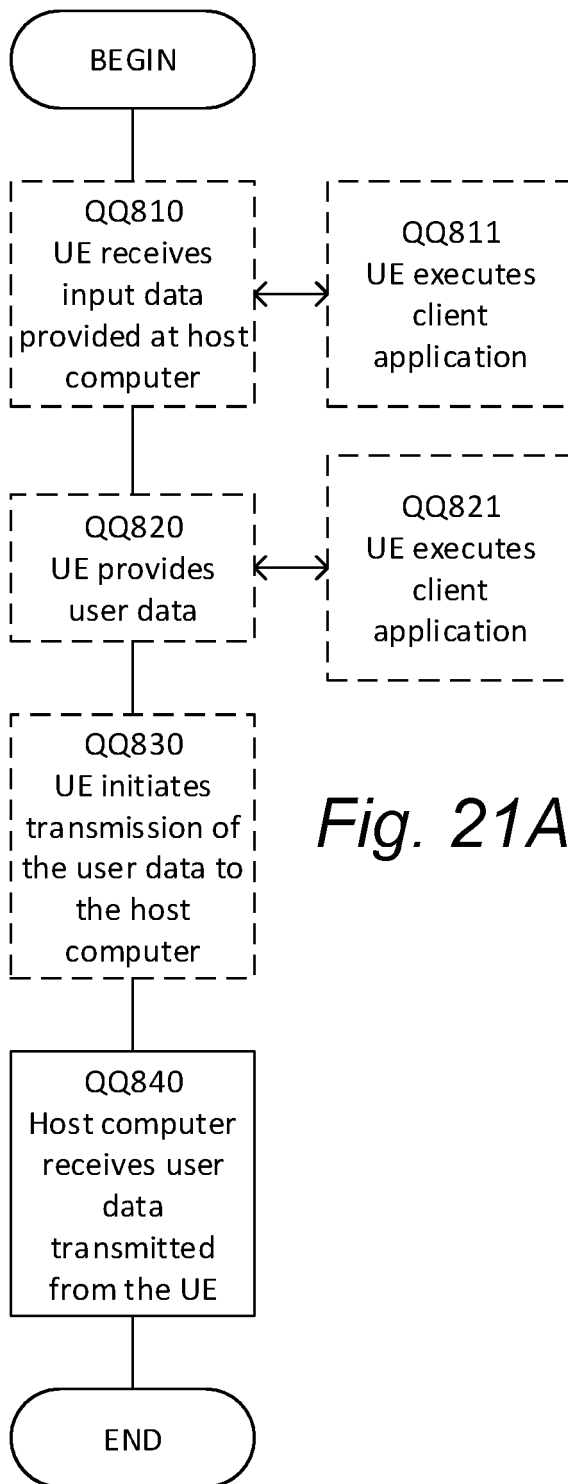 BEGIN
QQ810
UE receives
input data
provided at host
computer
QQ811
UE executes
client
application
QQ820
UE provides
user data
QQ821
UE executes
client
application
QQ830
UE initiates
transmission of
the user data to
the host
computer
Fig. 21A
QQ840
Host computer
receives user
data
transmitted
from the UE
END